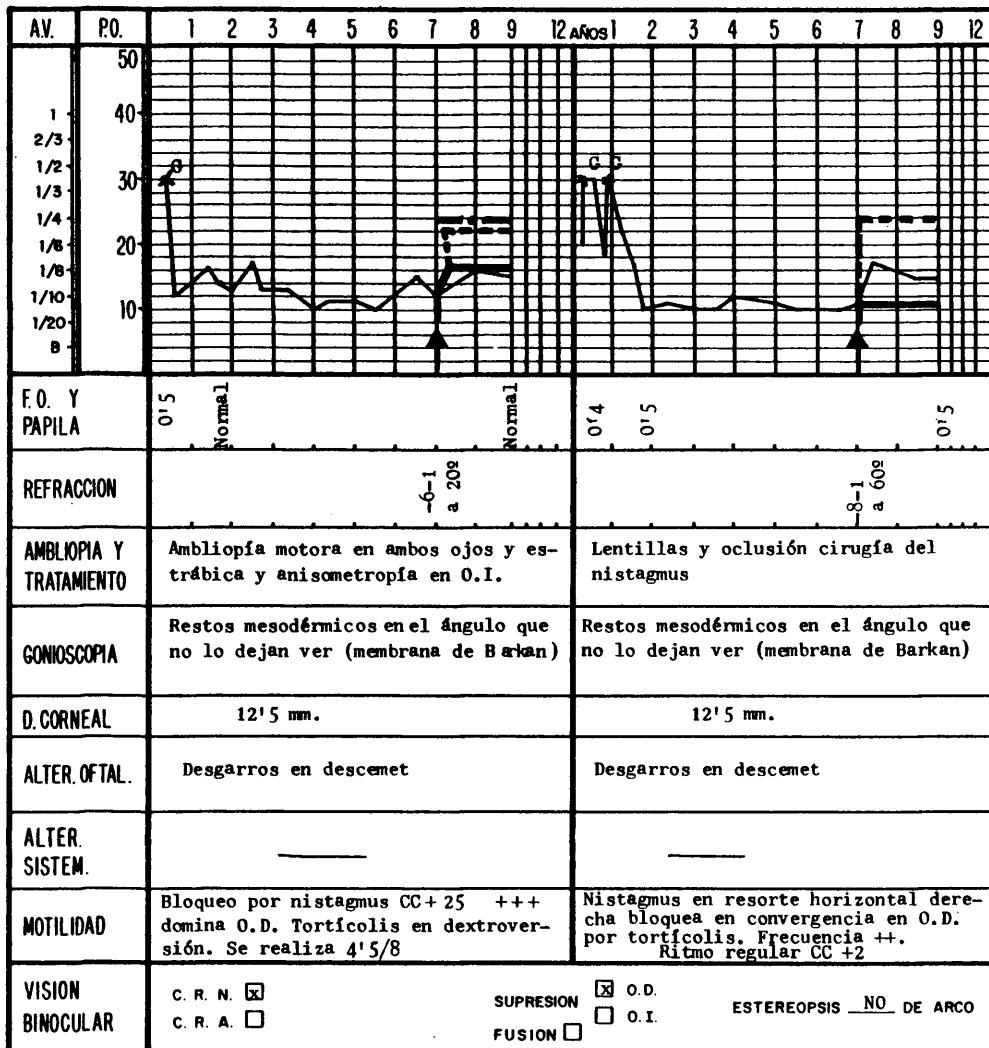 A.V. P.O. 1 2 3 4 5 6 7 8 9 12 AÑOS 1 2 3 4 5 6 7 8 9 12
50
1 40
2/3
1/2 30
1/3
1/4
1/6 20
1/8
1/10 10
1/20
B
G G G
F.O. Y PAPILA
0'5 Normal Normal 0'4 0'5 0'5
REFRACCION
-6-1 a 20º
-8-1 a 60º
AMBLIOPIA Y TRATAMIENTO
Ambliopía motora en ambos ojos y es-
trábica y anisometropía en O.I.
Lentillas y oclusión cirugía del
nistagmus
GONIOSCOPIA
Restos mesodérmicos en el ángulo que
no lo dejan ver (membrana de Barkan)
Restos mesodérmicos en el ángulo que
no lo dejan ver (membrana de Barkan)
D. CORNEAL 12'5 mm. 12'5 mm.
ALTER. OFTAL. Desgarros en descemet Desgarros en descemet
ALTER. SISTEM.
MOTILIDAD
Bloqueo por nistagmus CC+ 25 +++
domina O.D. Tortícolis en dextrover-
sión. Se realiza 4'5/8
Nistagmus en resorte horizontal dere-
cha bloquea en convergencia en O.D.
por tortícolis. Frecuencia ++.
Ritmo regular CC +2
VISION BINOCULAR
C. R. N. x
C. R. A.
SUPRESION x O.D.
O.I.
FUSION
ESTEREOPSIS NO DE ARCO